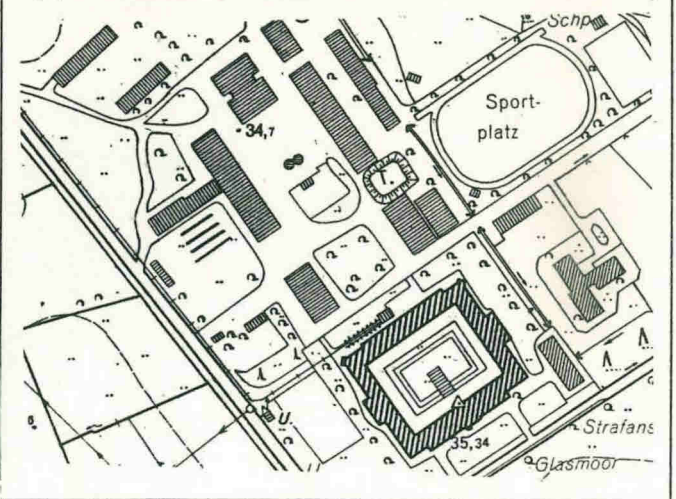 Schp.
Sport-
platz
34,7
U.
35,34
Strafans
Glasmoor